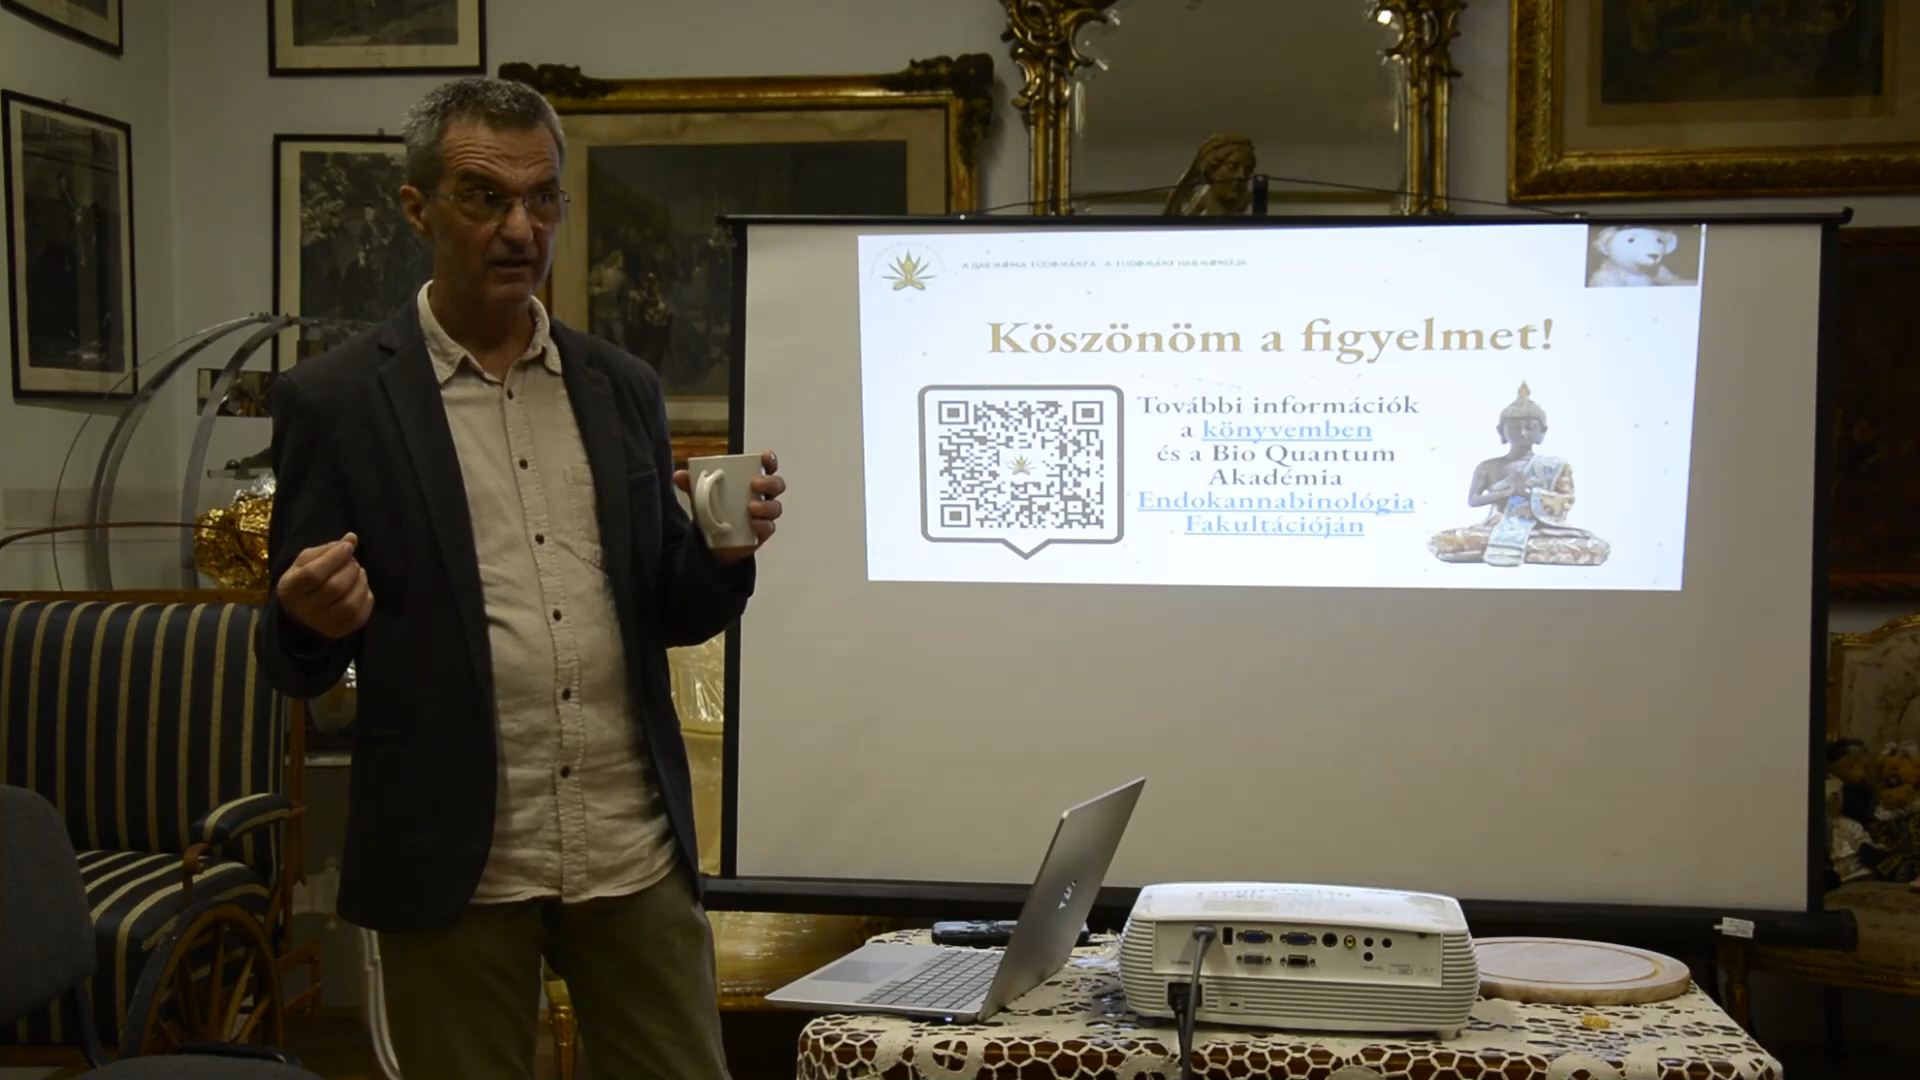 A HARMÓNIA TUDOMÁNYA - A TUDOMÁNY HARMÓNIÁJA
Köszönöm a figyelmet!
További információk
a könyvemben
és a Bio Quantum
Akadémia
Endokannabinológia
Fakultációján